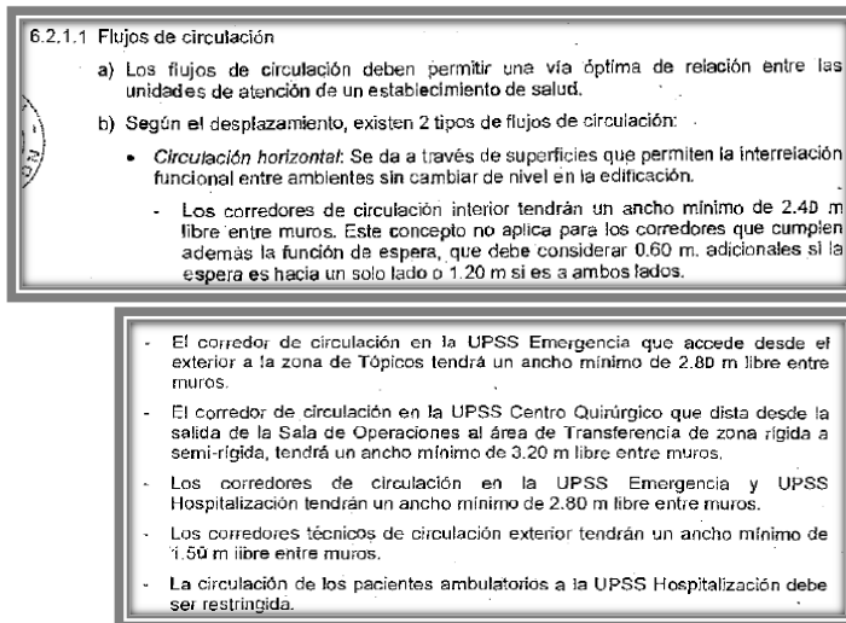 6.2.1.1 Flujos de circulación
a) Los flujos de circulación deben permitir una vía óptima de relación entre las
unidades de atención de un establecimiento de salud.
b) Según el desplazamiento, existen 2 tipos de flujos de circulación:
• Circulación horizontal: Se da a través de superficies que permiten la interrelación
funcional entre ambientes sin cambiar de nivel en la edificación.
- Los corredores de circulación interior tendrán un ancho mínimo de 2.40 m
libre entre muros. Este concepto no aplica para los corredores que cumplen
además la función de espera, que debe considerar 0.60 m. adicionales si la
espera es hacia un solo lado o 1.20 m si es a ambos lados.
- El corredor de circulación en la UPSS Emergencia que accede desde el
exterior a la zona de Tópicos tendrá un ancho mínimo de 2.80 m libre entre
muros.
- El corredor de circulación en la UPSS Centro Quirúrgico que dista desde la
salida de la Sala de Operaciones al área de Transferencia de zona rígida a
semi-rígida, tendrá un ancho mínimo de 3.20 m libre entre muros.
- Los corredores de circulación en la UPSS Emergencia y UPSS
Hospitalización tendrán un ancho mínimo de 2.80 m libre entre muros.
- Los corredores técnicos de circulación exterior tendrán un ancho mínimo de
1.50 m libre entre muros.
- La circulación de los pacientes ambulatorios a la UPSS Hospitalización debe
ser restringida.